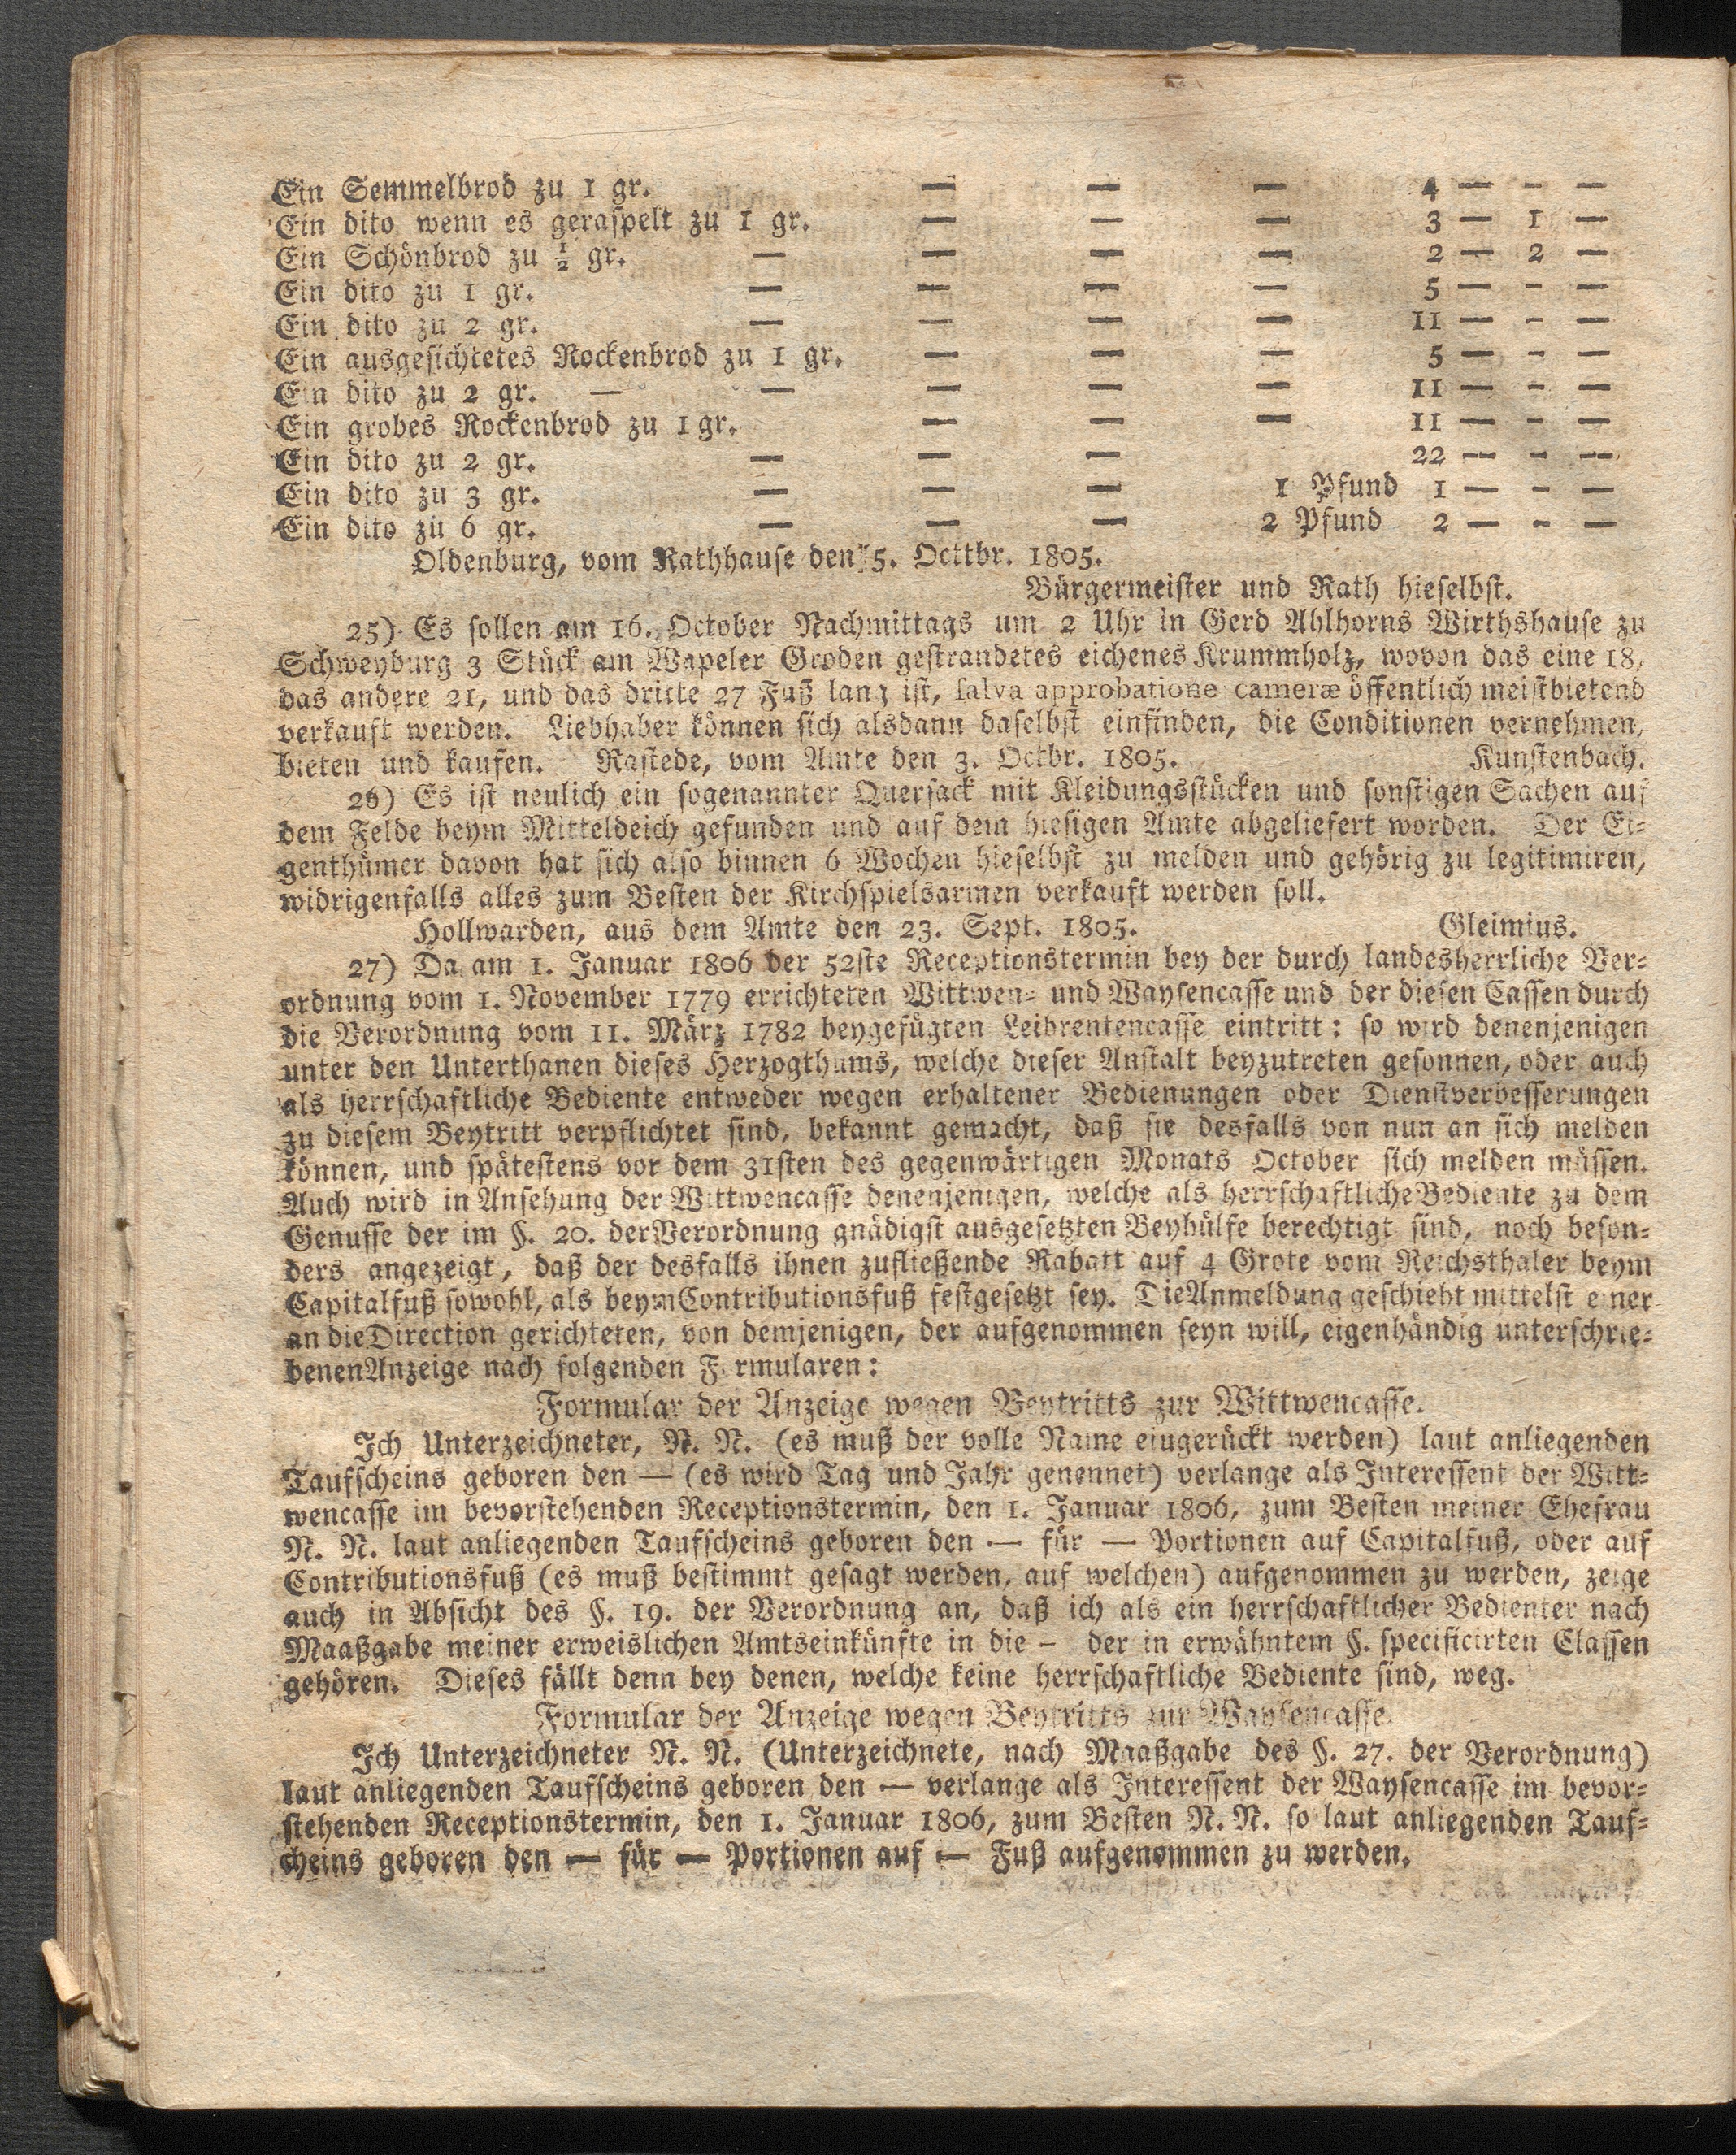 Ein Semmelbrod zu 1 gr. — — — 4 — - —
Ein dito wenn es geraspelt zu 1 gr. — — — 3 — 1 —
Ein Schönbrod zu ½ gr. — — — — 2 — 2 —
Ein dito zu 1 gr. — — — — 5 — - —
Ein dito zu 2 gr. — — — — 11 — - —
Ein ausgesichtetes Rockenbrod zu 1 gr. — — — 5 — - —
Ein dito zu 2 gr. — — — — — 11 — - —
Ein grobes Rockenbrod zu 1 gr. — — — 11 — - —
Ein dito zu 2 gr. — — — 22 — - —
Ein dito zu 3 gr. — — — 1 Pfund 1 — - —
Ein dito zu 6 gr. — — — 2 Pfund 2 — - —
Oldenburg, vom Rathhause den 5. Octtbr. 1805.
Bürgermeister und Rath hieselbst.
25) Es sollen am 16. October Nachmittags um 2 Uhr in Gerd Ahlhorns Wirthshause zu
Schweyburg 3 Stück am Wapeler Groden gestrandetes eichenes Krummholz, wovon das eine 18,
das andere 21, und das dritte 27 Fuß lang ist, salva approbatione cameræ öffentlich meistbietend
verkauft werden. Liebhaber können sich alsdann daselbst einfinden, die Conditionen vernehmen,
bieten und kaufen. Rastede, vom Amte den 3. Octbr. 1805. Kunstenbach.
26) Es ist neulich ein sogenannter Quersack mit Kleidungsstücken und sonstigen Sachen auf
dem Felde beym Mitteldeich gefunden und auf dem hiesigen Amte abgeliefert worden. Der Ei-
genthümer davon hat sich also binnen 6 Wochen hieselbst zu melden und gehörig zu legitimiren,
widrigenfalls alles zum Besten der Kirchspielsarmen verkauft werden soll.
Hollwarden, aus dem Amte den 23. Sept. 1805. Gleimius.
27) Da am 1. Januar 1806 der 52ste Receptionstermin bey der durch landesherrliche Ver-
ordnung vom 1. November 1779 errichteten Wittwen- und Waysencasse und der diesen Cassen durch
die Verordnung vom 11. März 1782 beygefügten Leibrentencasse eintritt: so wird denenjenigen
unter den Unterthanen dieses Herzogthums, welche dieser Anstalt beyzutreten gesonnen, oder auch
als herrschaftliche Bediente entweder wegen erhaltener Bedienungen oder Dienstverbesserungen
zu diesem Beytritt verpflichtet sind, bekannt gemacht, daß sie desfalls von nun an sich melden
können, und spätestens vor dem 31sten des gegenwärtigen Monats October sich melden müssen.
Auch wird in Ansehung der Wittwencasse denenjenigen, welche als herrschaftliche Bediente zu dem
Genusse der im §. 20. der Verordnung gnädigst ausgesetzten Beyhülfe berechtigt sind, noch beson-
ders angezeigt, daß der desfalls ihnen zufließende Rabatt auf 4 Grote vom Reichsthaler beym
Capitalfuß sowohl, als beym Contributionsfuß festgesetzt sey. Die Anmeldung geschieht mittelst einer
an die Direction gerichteten, von demjenigen, der aufgenommen seyn will, eigenhändig unterschrie-
benen Anzeige nach folgenden Formularen:
Formular der Anzeige wegen Beytritts zur Wittwencasse.
Ich Unterzeichneter, N. N. (es muß der volle Name eingerückt werden) laut anliegenden
Taufscheins geboren den — (es wird Tag und Jahr genennet) verlange als Interessent der Witt-
wencasse im bevorstehenden Receptionstermin, den 1. Januar 1806, zum Besten meiner Ehefrau
N. N. laut anliegenden Taufscheins geboren den — für — Portionen auf Capitalfuß, oder auf
Contributionsfuß (es muß bestimmt gesagt werden, auf welchen) aufgenommen zu werden, zeige
auch in Absicht des §. 19. der Verordnung an, daß ich als ein herrschaftlicher Bedienter nach
Maaßgabe meiner erweislichen Amtseinkünfte in die — der in erwähntem §. specificirten Classen
gehören. Dieses fällt denn bey denen, welche keine herrschaftliche Bediente sind, weg.
Formular der Anzeige wegen Beytritts zur Waysencasse.
Ich Unterzeichneter N. N. (Unterzeichnete, nach Maaßgabe des §. 27. der Verordnung)
laut anliegenden Taufscheins geboren den — verlange als Interessent der Waysencasse im bevor-
stehenden Receptionstermin, den 1. Januar 1806, zum Besten N. N. so laut anliegenden Tauf-
scheins geboren den — für — Portionen auf — Fuß aufgenommen zu werden.